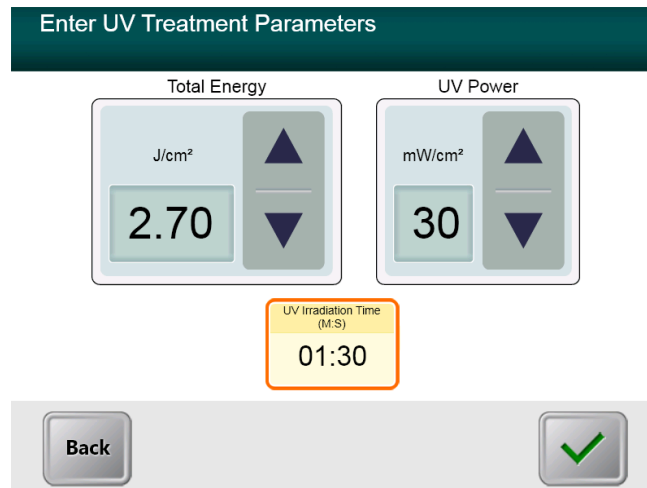 Enter UV Treatment Parameters
Total Energy
UV Power
J/cm²
mW/cm²
2.70
30
UV Irradiation Time
(M:S)
01:30
Back